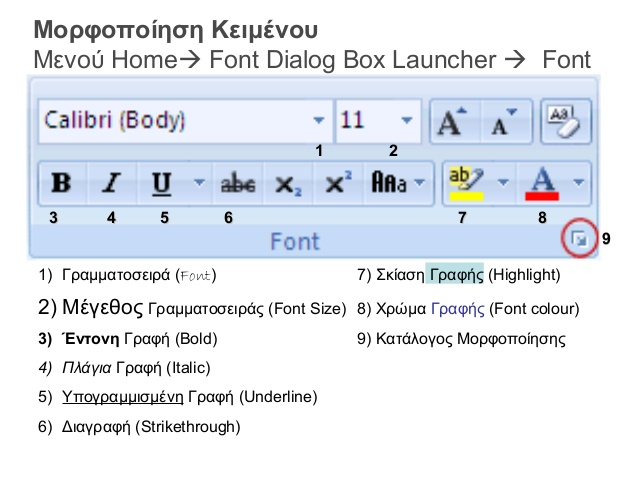 Μορφοποίηση Κειμένου
Μενού Home→ Font Dialog Box Launcher → Font
Calibri (Body) 11 A A Aa
1 2
B I U abc X₂ X² Aa ab A
3 4 5 6 7 8
Font 9
1) Γραμματοσειρά (Font)
2) Μέγεθος Γραμματοσειράς (Font Size)
3) Έντονη Γραφή (Bold)
4) Πλάγια Γραφή (Italic)
5) Υπογραμμισμένη Γραφή (Underline)
6) Διαγραφή (Strikethrough)
7) Σκίαση Γραφής (Highlight)
8) Χρώμα Γραφής (Font colour)
9) Κατάλογος Μορφοποίησης